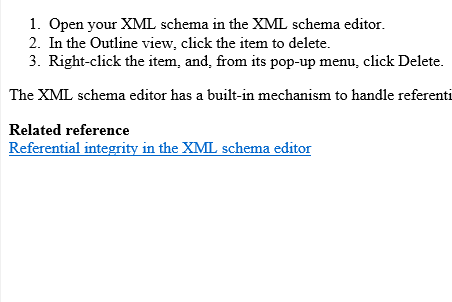 1. Open your XML schema in the XML schema editor.
2. In the Outline view, click the item to delete.
3. Right-click the item, and, from its pop-up menu, click Delete.
The XML schema editor has a built-in mechanism to handle referenti
Related reference
Referential integrity in the XML schema editor